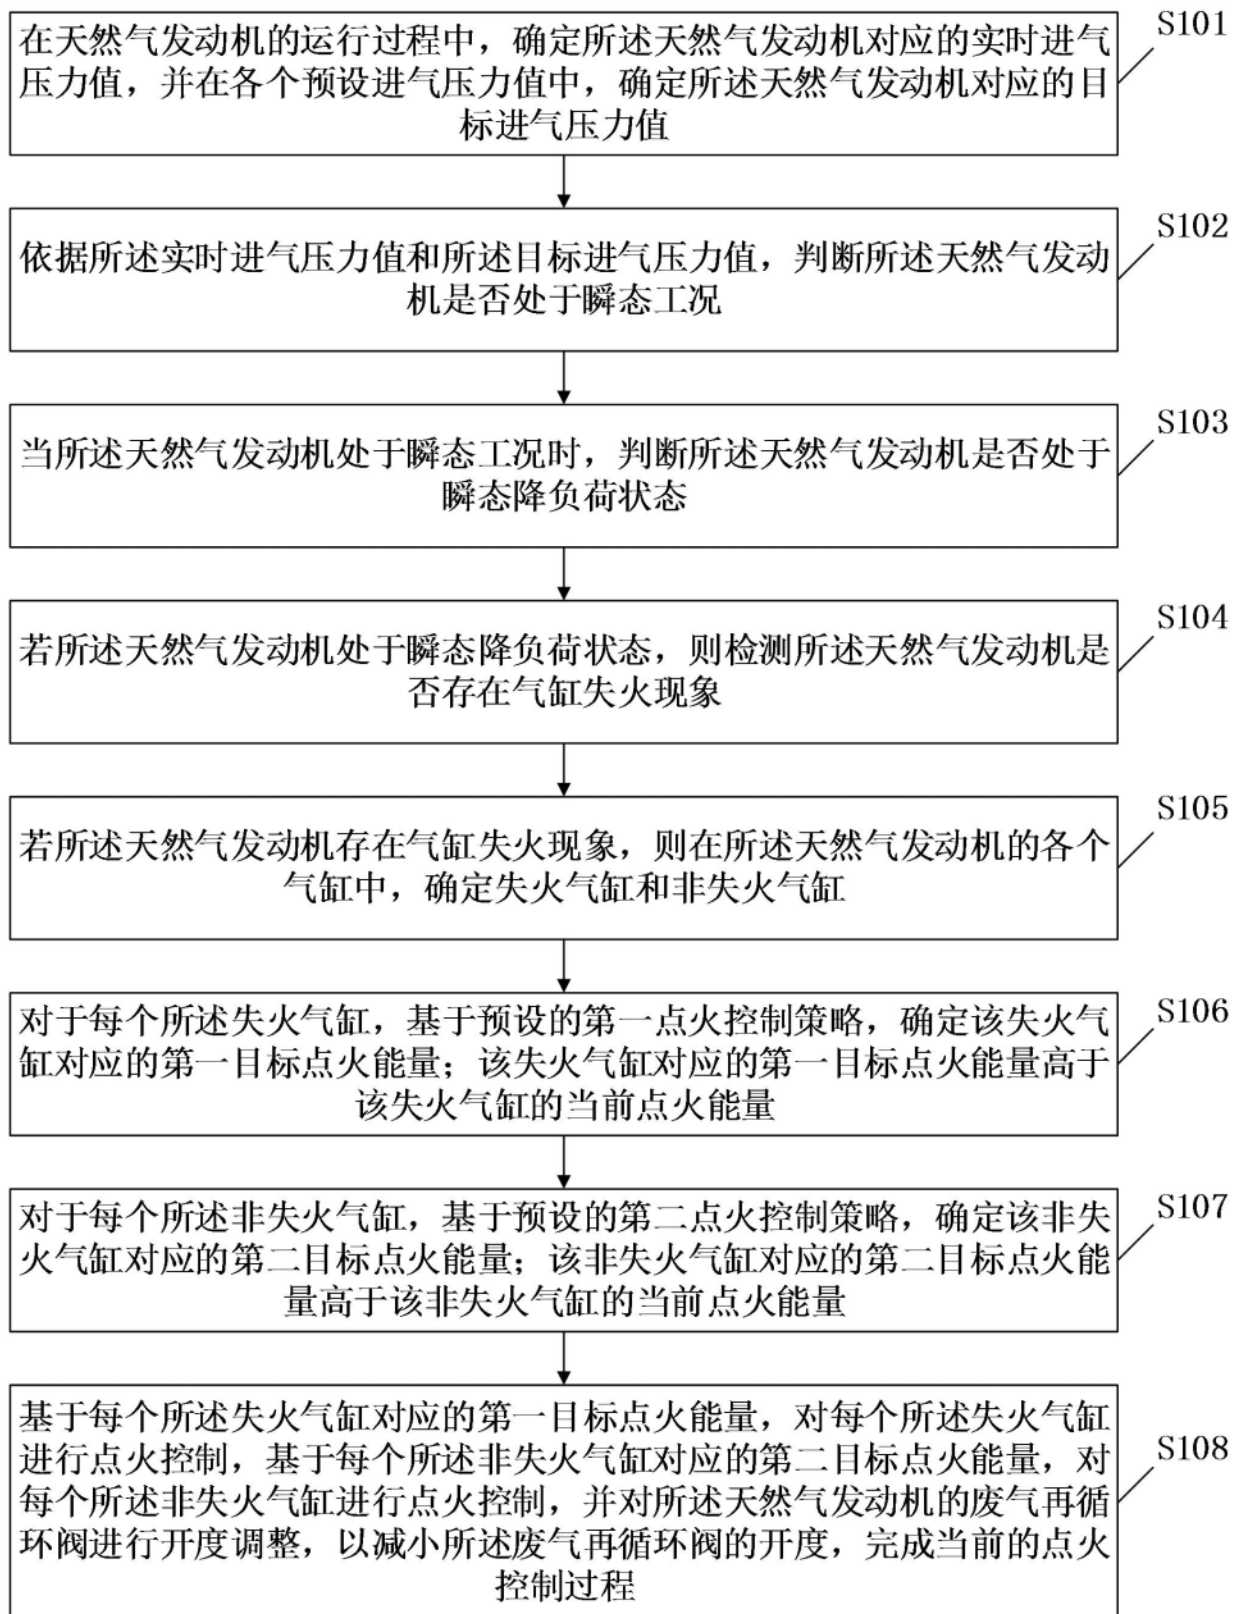 S101
在天然气发动机的运行过程中，确定所述天然气发动机对应的实时进气
压力值，并在各个预设进气压力值中，确定所述天然气发动机对应的目
标进气压力值
S102
依据所述实时进气压力值和所述目标进气压力值，判断所述天然气发动
机是否处于瞬态工况
S103
当所述天然气发动机处于瞬态工况时，判断所述天然气发动机是否处于
瞬态降负荷状态
S104
若所述天然气发动机处于瞬态降负荷状态，则检测所述天然气发动机是
否存在气缸失火现象
S105
若所述天然气发动机存在气缸失火现象，则在所述天然气发动机的各个
气缸中，确定失火气缸和非失火气缸
S106
对于每个所述失火气缸，基于预设的第一点火控制策略，确定该失火气
缸对应的第一目标点火能量；该失火气缸对应的第一目标点火能量高于
该失火气缸的当前点火能量
S107
对于每个所述非失火气缸，基于预设的第二点火控制策略，确定该非失
火气缸对应的第二目标点火能量；该非失火气缸对应的第二目标点火能
量高于该非失火气缸的当前点火能量
S108
基于每个所述失火气缸对应的第一目标点火能量，对每个所述失火气缸
进行点火控制，基于每个所述非失火气缸对应的第二目标点火能量，对
每个所述非失火气缸进行点火控制，并对所述天然气发动机的废气再循
环阀进行开度调整，以减小所述废气再循环阀的开度，完成当前的点火
控制过程